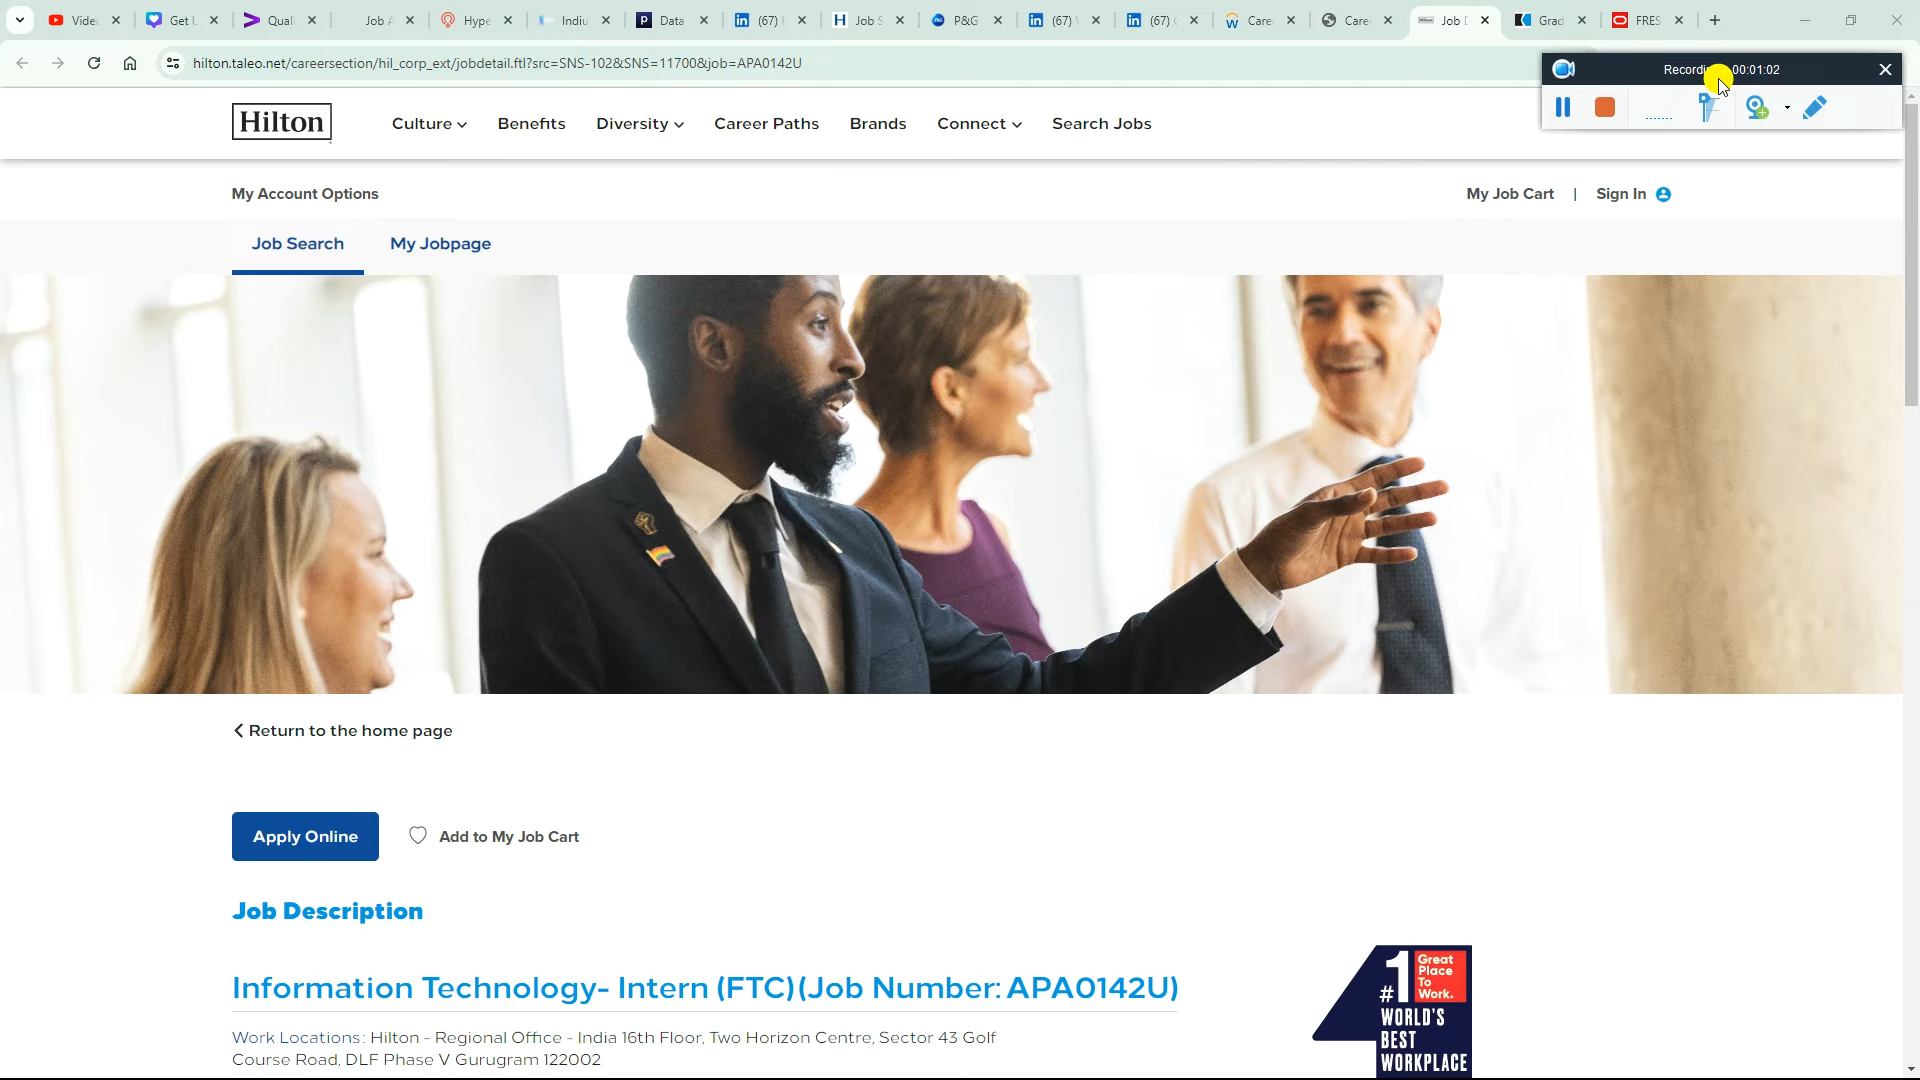 Vide
Get U
Quali
Job A
Hype
Indiu
Data
(67)
Job S
P&G
(67)
(67)
Care
Care
Job D
Grad
FRES
hilton.taleo.net/careersection/hil_corp_ext/jobdetail.ftl?src=SNS-102&SNS=11700&job=APA0142U
00:01:02
Hilton
Culture
Benefits
Diversity
Career Paths
Brands
Connect
Search Jobs
My Account Options
My Job Cart | Sign In
Job Search
My Jobpage
Return to the home page
Apply Online
Add to My Job Cart
Job Description
Information Technology- Intern (FTC)(Job Number: APA0142U)
Work Locations: Hilton - Regional Office - India 16th Floor, Two Horizon Centre, Sector 43 Golf
Course Road, DLF Phase V Gurugram 122002
Great
Place
To
Work.
#1
WORLD'S
BEST
WORKPLACE